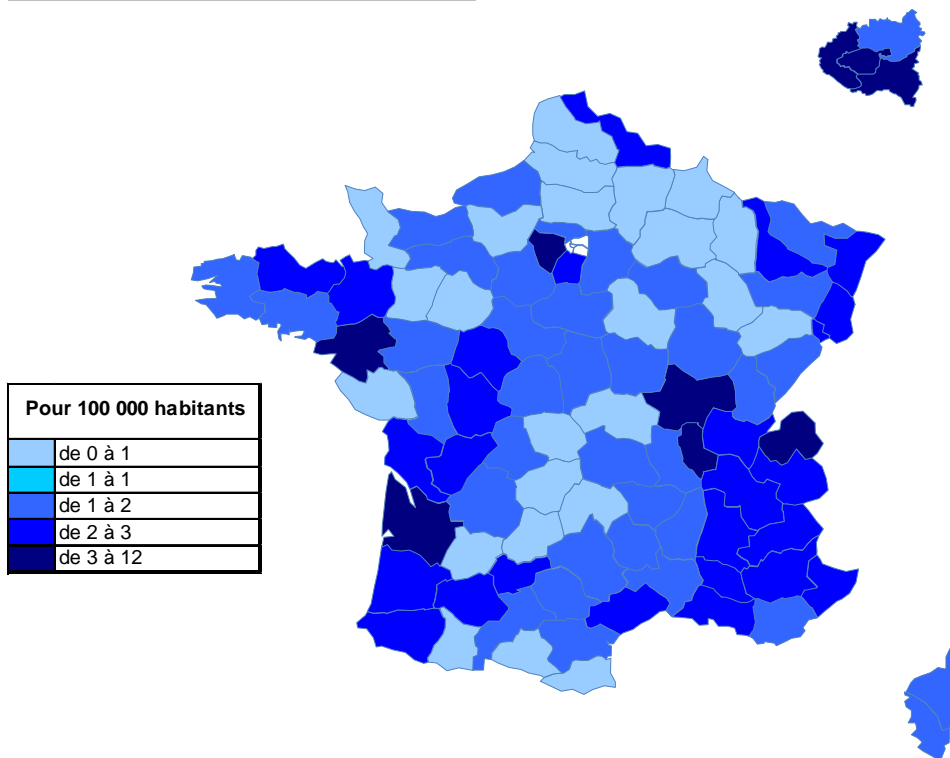 Pour 100 000 habitants
de 0 à 1
de 1 à 1
de 1 à 2
de 2 à 3
de 3 à 12